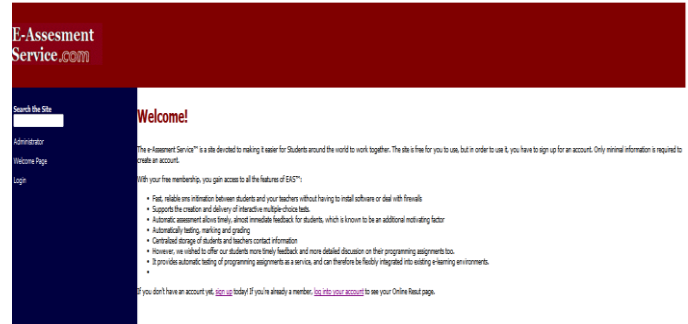 E-Assesment
Service.com
Search the Site
Administrator
Welcome Page
Login
Welcome!
The e-Assesment Service™ is a site devoted to making it easier for Students around the world to work together. The site is free for you to use, but in order to use it, you have to sign up for an account. Only minimal information is required to
create an account.
With your free membership, you gain access to all the features of EAS™:
• Fast, reliable sms initimation between students and your teachers without having to install software or deal with firewalls
• Supports the creation and delivery of interactive multiple-choice tests.
• Automatic assessment allows timely, almost immediate feedback for students, which is known to be an additional motivating factor
• Automatically testing, marking and grading
• Centralized storage of students and teachers contact information
• However, we wished to offer our students more timely feedback and more detailed discussion on their programming assignments too.
• It provides automatic testing of programming assignments as a service, and can therefore be flexibly integrated into existing e-learning environments.
•
If you don't have an account yet, sign up today! If you're already a member, log into your account to see your Online Result page.